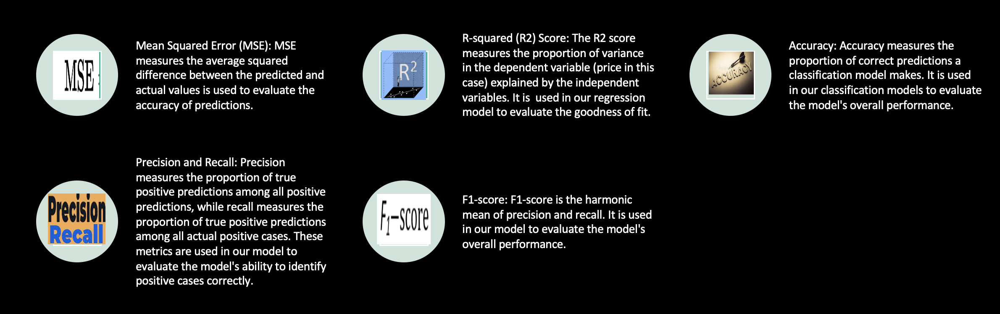 MSE
Mean Squared Error (MSE): MSE
measures the average squared
difference between the predicted and
actual values is used to evaluate the
accuracy of predictions.
R²
R-squared (R2) Score: The R2 score
measures the proportion of variance
in the dependent variable (price in this
case) explained by the independent
variables. It is  used in our regression
model to evaluate the goodness of fit.
ACCURACY
Accuracy: Accuracy measures the
proportion of correct predictions a
classification model makes. It is used
in our classification models to evaluate
the model's overall performance.
Precision
Recall
Precision and Recall: Precision
measures the proportion of true
positive predictions among all positive
predictions, while recall measures the
proportion of true positive predictions
among all actual positive cases. These
metrics are used in our model to
evaluate the model's ability to identify
positive cases correctly.
F₁-score
F1-score: F1-score is the harmonic
mean of precision and recall. It is used
in our model to evaluate the model's
overall performance.